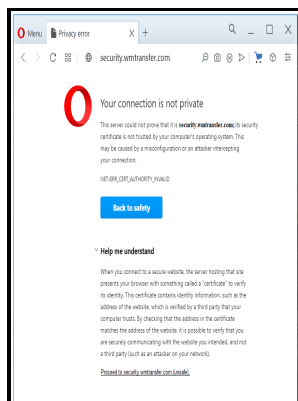 Menu Privacy error
security.wmtransfer.com
Your connection is not private
This server could not prove that it is security.wmtransfer.com; its security
certificate is not trusted by your computer's operating system. This
may be caused by a misconfiguration or an attacker intercepting
your connection.
NET::ERR_CERT_AUTHORITY_INVALID
Back to safety
Help me understand
When you connect to a secure website, the server hosting that site
presents your browser with something called a "certificate" to verify
its identity. This certificate contains identity information, such as the
address of the website, which is verified by a third party that your
computer trusts. By checking that the address in the certificate
matches the address of the website, it is possible to verify that you
are securely communicating with the website you intended, and not
a third party (such as an attacker on your network).
Proceed to security.wmtransfer.com (unsafe).